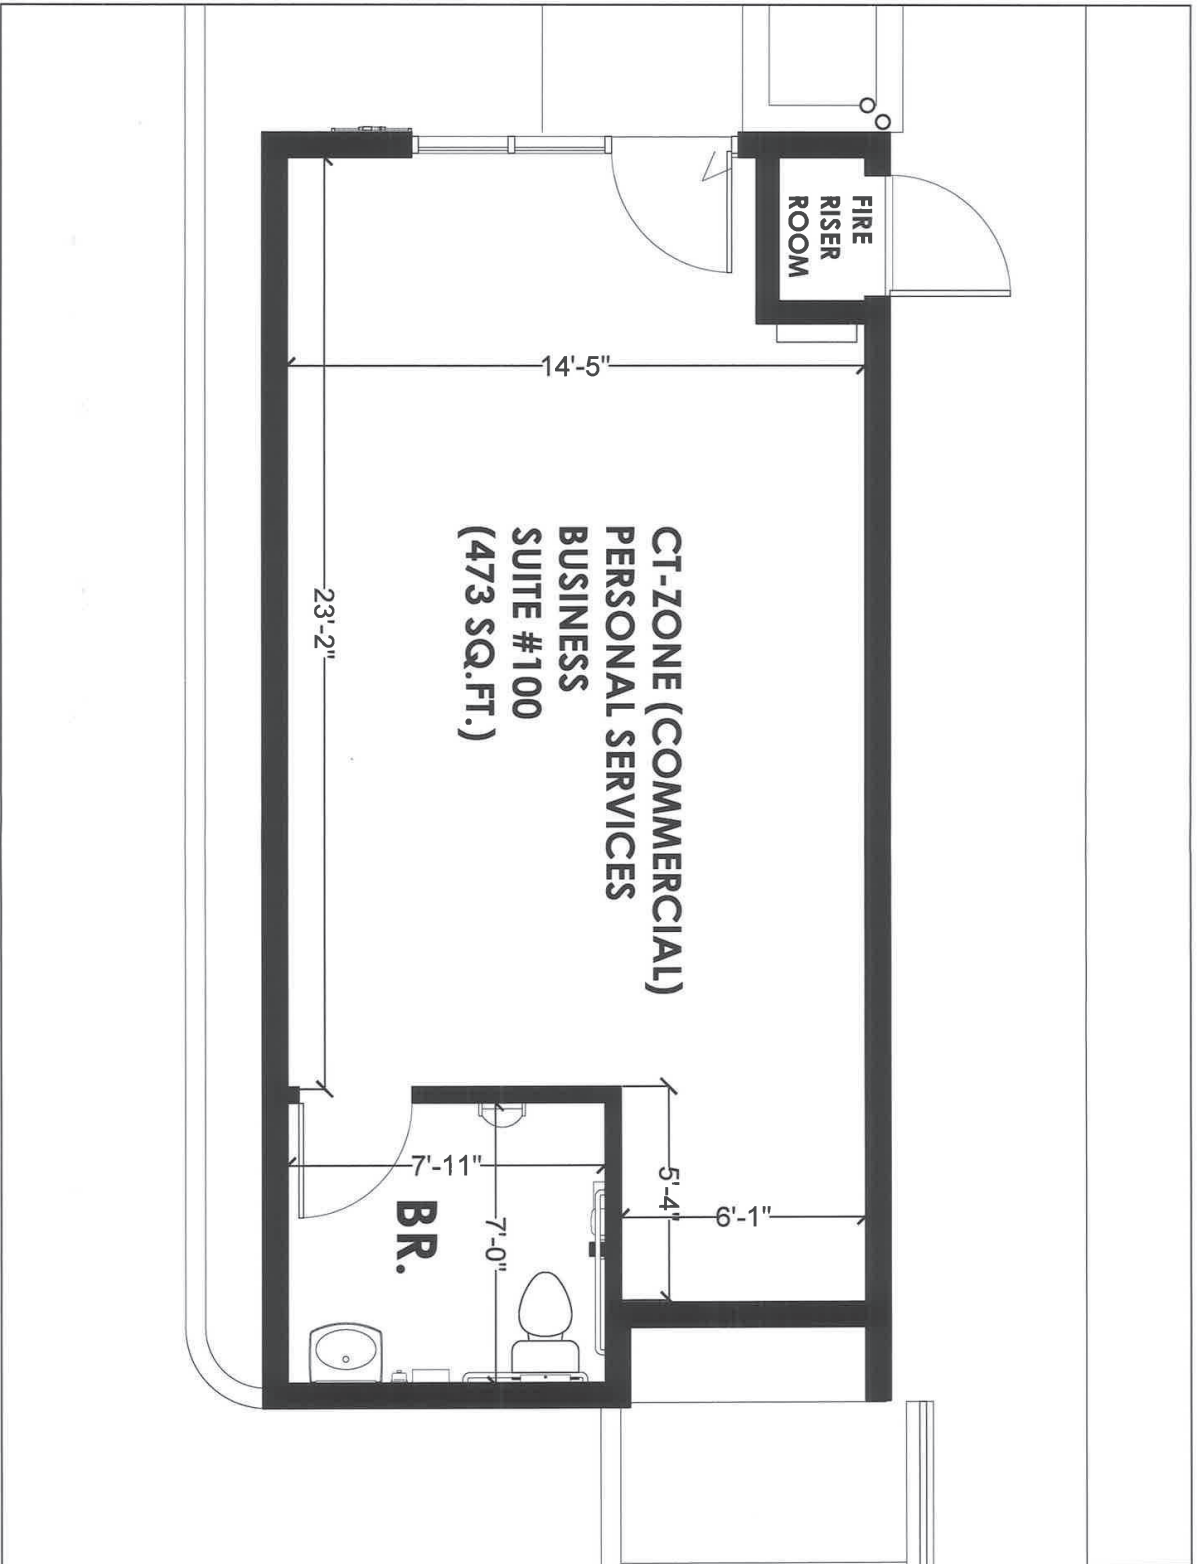 FIRE
RISER
ROOM
14'-5"
CT-ZONE (COMMERCIAL)
PERSONAL SERVICES
BUSINESS
SUITE #100
(473 SQ.FT.)
23'-2"
7'-11"
5'-4"
6'-1"
BR.
7'-0"